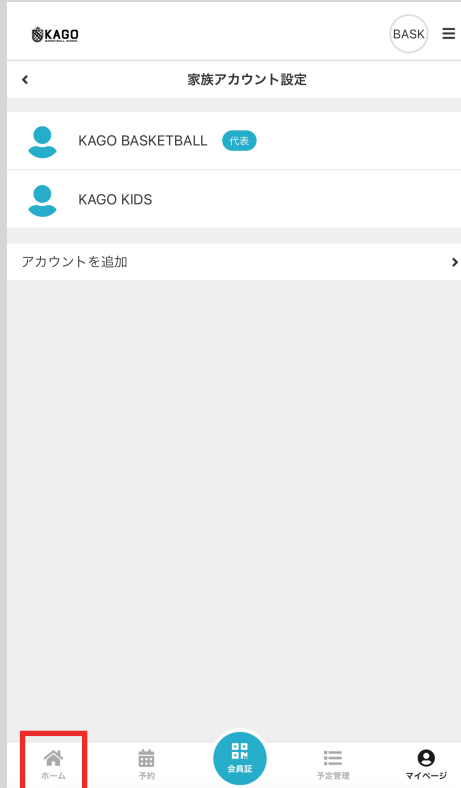 KAGO
BASK
家族アカウント設定
KAGO BASKETBALL 代表
KAGO KIDS
アカウントを追加
ホーム
予約
会員証
予定管理
マイページ